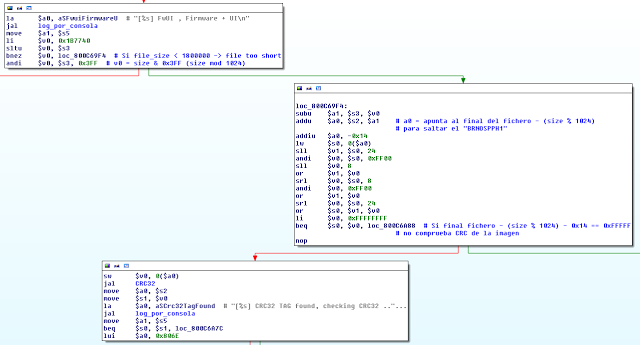 la $a0, aSFwuiFirmwareU # "[%s] FwUI , Firmware + UI\n"
jal log_por_consola
move $a1, $s5
li $v0, 0x1B7740
sltu $v0, $s3
bnez $v0, loc_800C69F4 # Si file_size < 1800000 -> file too short
andi $v0, $s3, 0x3FF # v0 = size & 0x3FF (size mod 1024)
loc_800C69F4:
subu $a1, $s3, $v0
addu $a0, $s2, $a1 # a0 = apunta al final del fichero - (size % 1024)
# para saltar el "BRNDSPPH1"
addiu $a0, -0x14
lw $s0, 0($a0)
sll $v1, $s0, 24
andi $v0, $s0, 0xFF00
sll $v0, 8
or $v1, $v0
srl $v0, $s0, 8
andi $v0, 0xFF00
or $v1, $v0
srl $v0, $s0, 24
or $s0, $v1, $v0
li $v0, 0xFFFFFFFF
beq $s0, $v0, loc_800C6A88 # Si final fichero - (size % 1024) - 0x14 == 0xFFFFF
# no comprueba CRC de la imagen
nop
sw $v0, 0($a0)
jal CRC32
move $a0, $s2
move $s1, $v0
la $a0, aSCrc32TagFound # "[%s] CRC32 TAG found, checking CRC32 .."...
jal log_por_consola
move $a1, $s5
beq $s0, $s1, loc_800C6A7C
lui $a0, 0x806E